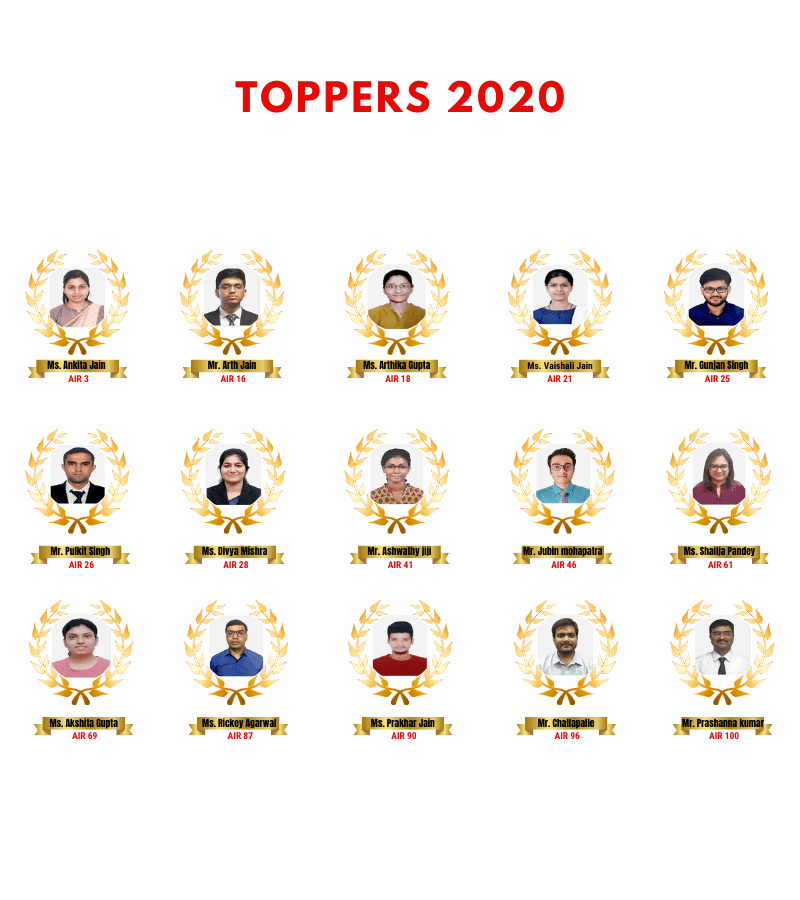 TOPPERS 2020
Ms. Ankita Jain
AIR 3
Mr. Arth Jain
AIR 16
Ms. Arthika Gupta
AIR 18
Ms. Vaishali Jain
AIR 21
Mr. Gunjan Singh
AIR 25
Mr. Pulkit Singh
AIR 26
Ms. Divya Mishra
AIR 28
Mr. Ashwathy jiji
AIR 41
Mr. Jubin mohapatra
AIR 46
Ms. Shailja Pandey
AIR 61
Ms. Akshita Gupta
AIR 69
Ms. Rickey Agarwal
AIR 87
Ms. Prakhar Jain
AIR 90
Mr. Challapalle
AIR 96
Mr. Prashanna kumar
AIR 100